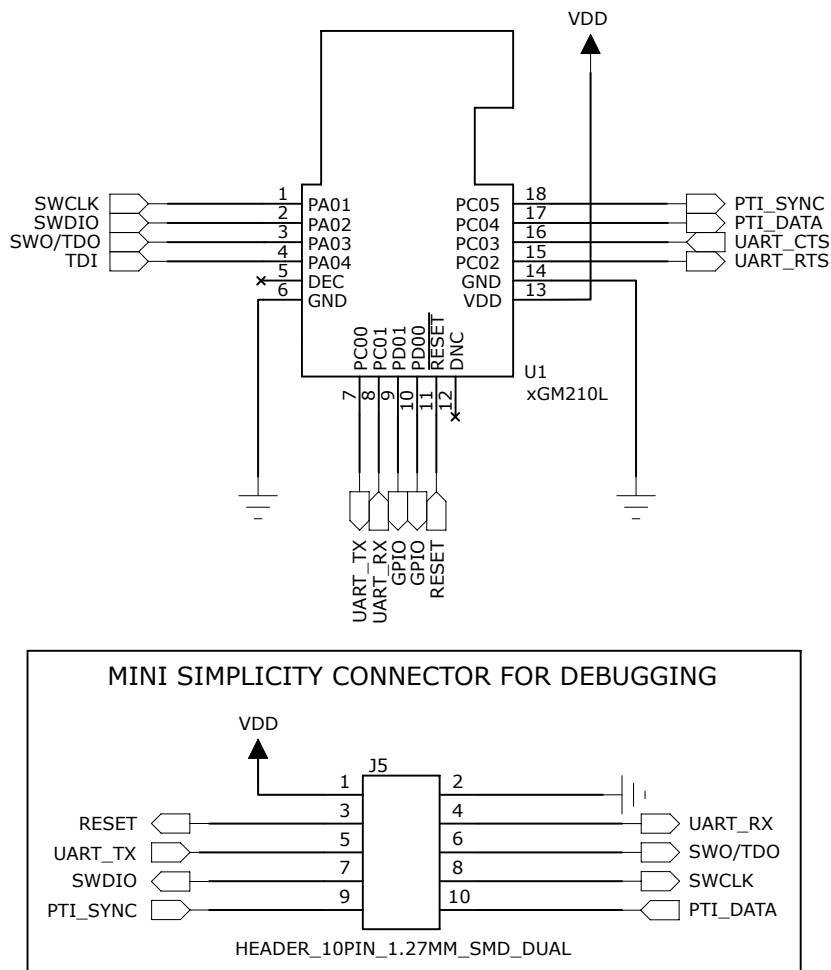 VDD
SWCLK 1 PA01 PC05 18 PTI_SYNC
SWDIO 2 PA02 PC04 17 PTI_DATA
SWO/TDO 3 PA03 PC03 16 UART_CTS
TDI 4 PA04 PC02 15 UART_RTS
5 DEC GND 14
6 GND VDD 13
PC00 PC01 PD01 PD00 RESET DNC
U1
xGM210L
7 8 9 10 11 12
UART_TX UART_RX GPIO GPIO RESET
MINI SIMPLICITY CONNECTOR FOR DEBUGGING
VDD
J5
1 2
RESET 3 4 UART_RX
UART_TX 5 6 SWO/TDO
SWDIO 7 8 SWCLK
PTI_SYNC 9 10 PTI_DATA
HEADER_10PIN_1.27MM_SMD_DUAL